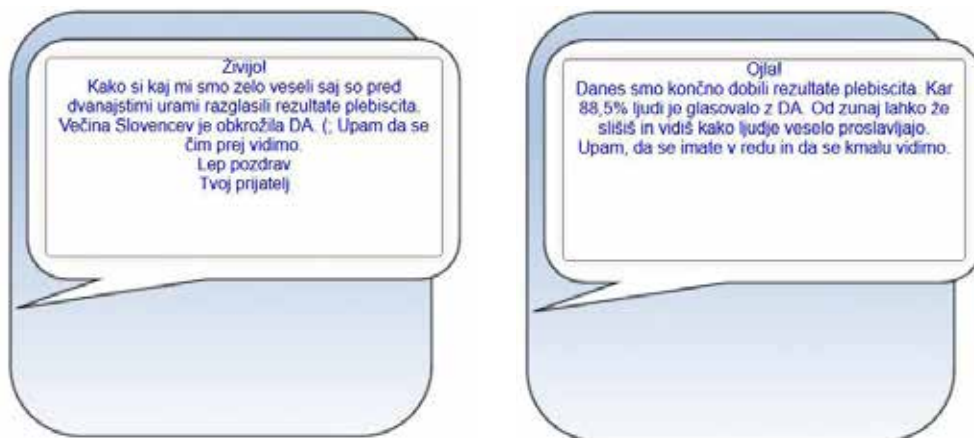 Živijo!
Kako si kaj mi smo zelo veseli saj so pred
dvanajstimi urami razglasili rezultate plebiscita.
Večina Slovencev je obkrožila DA. (; Upam da se
čim prej vidimo.
Lep pozdrav
Tvoj prijatelj
Ojla!
Danes smo končno dobili rezultate plebiscita. Kar
88,5% ljudi je glasovalo z DA. Od zunaj lahko že
slišiš in vidiš kako ljudje veselo proslavljajo.
Upam, da se imate v redu in da se kmalu vidimo.